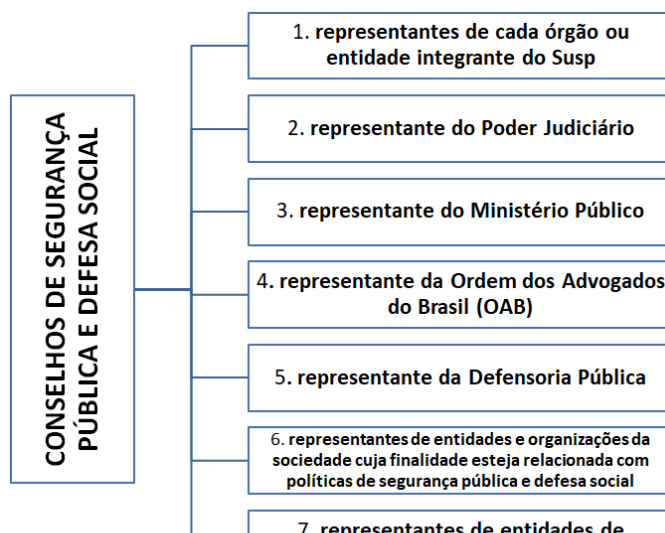 CONSELHOS DE SEGURANÇA
PÚBLICA E DEFESA SOCIAL
1. representantes de cada órgão ou
entidade integrante do Susp
2. representante do Poder Judiciário
3. representante do Ministério Público
4. representante da Ordem dos Advogados
do Brasil (OAB)
5. representante da Defensoria Pública
6. representantes de entidades e organizações da
sociedade cuja finalidade esteja relacionada com
políticas de segurança pública e defesa social
7. representantes de entidades de